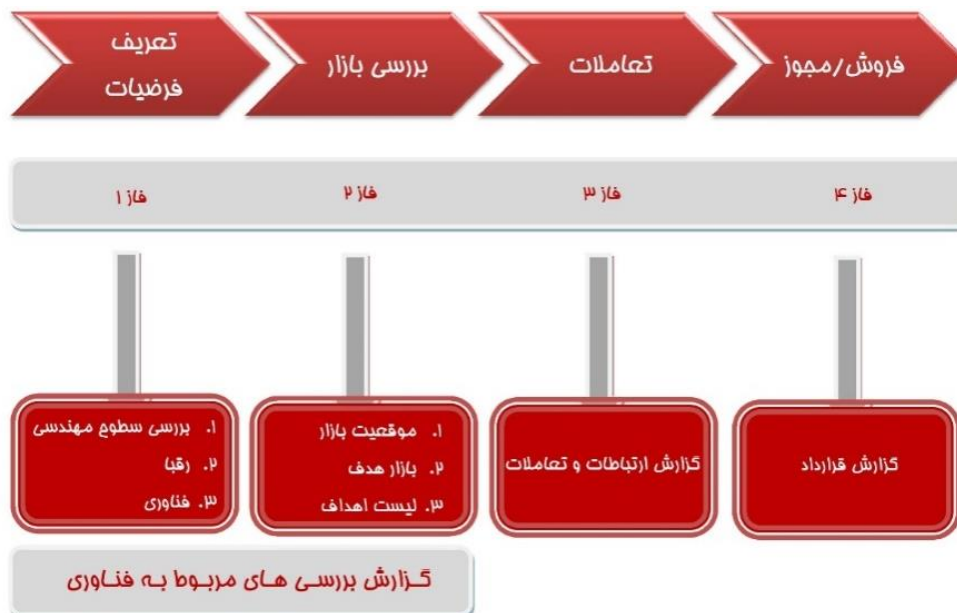 تعریف
فرضیات
بررسی بازار
تعاملات
فروش/مجوز
فاز ۱
فاز ۲
فاز ۳
فاز ۴
۱. بررسی سطوح مهندسی
۲. رقبا
۳. فناوری
۱. موقعیت بازار
۲. بازار هدف
۳. لیست اهداف
گزارش ارتباطات و تعاملات
گزارش قرارداد
گزارش بررسی های مربوط به فناوری